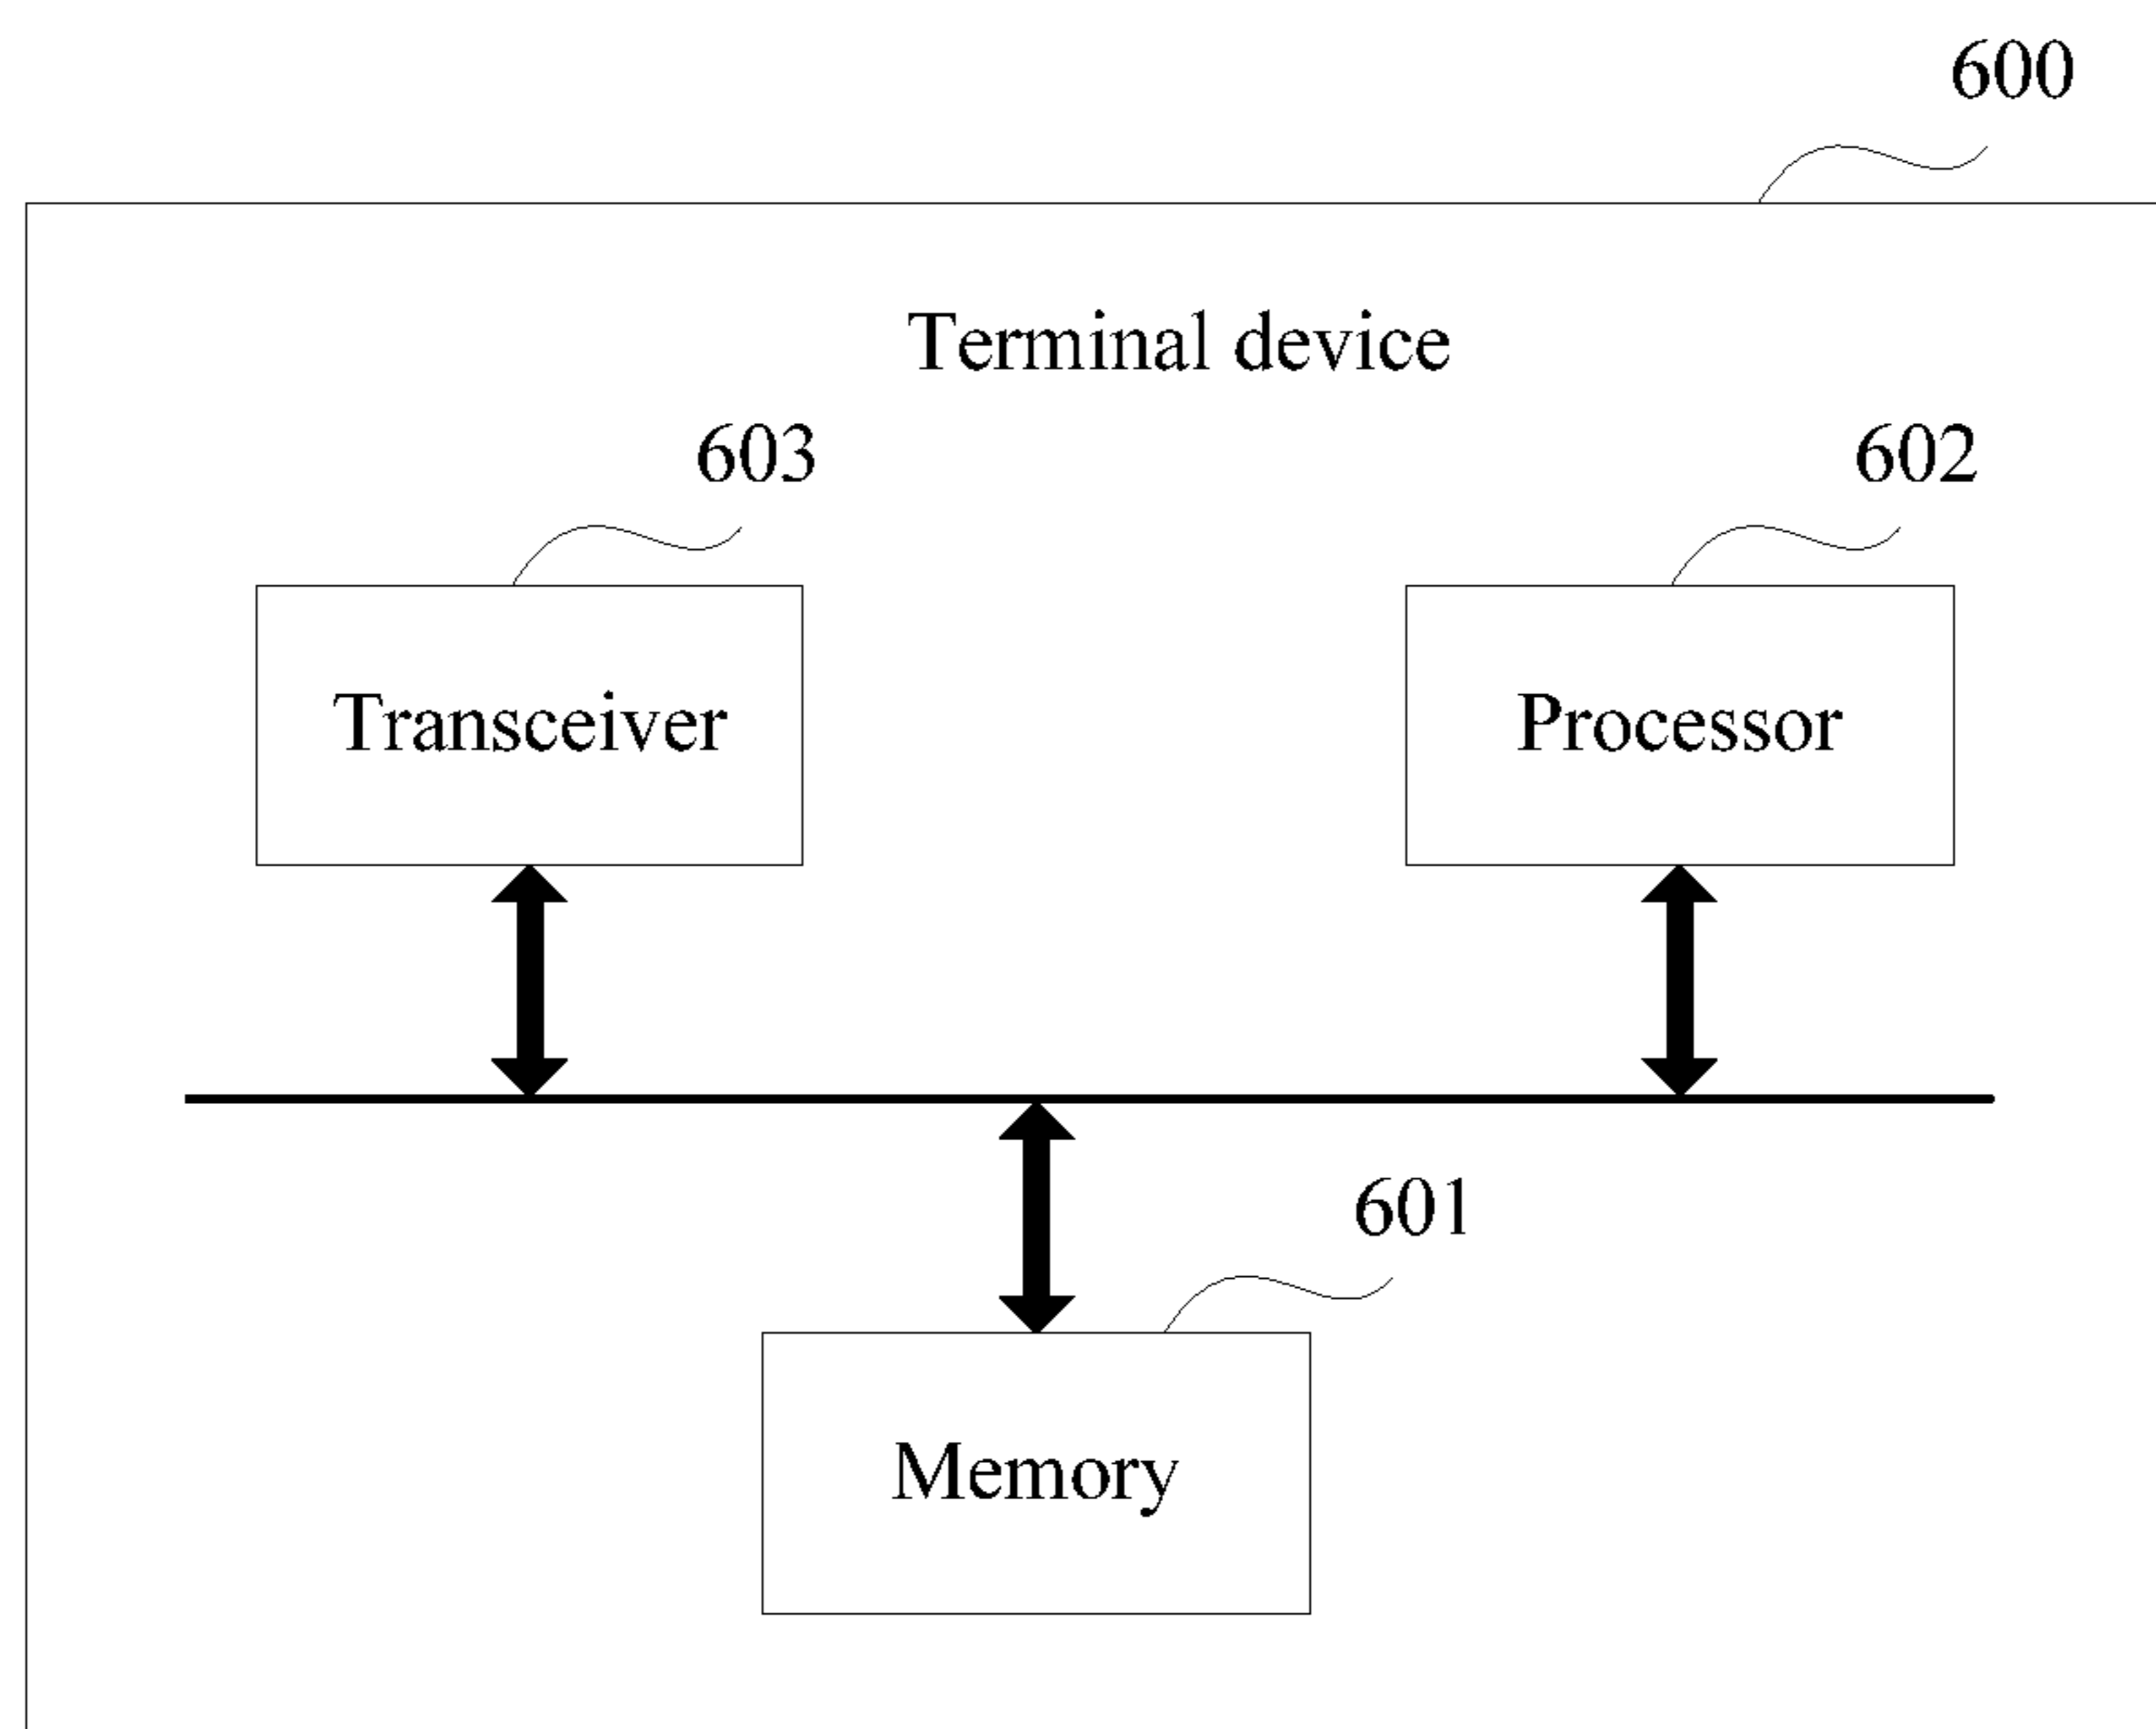 600
Terminal device
603
602
Transceiver
Processor
601
Memory